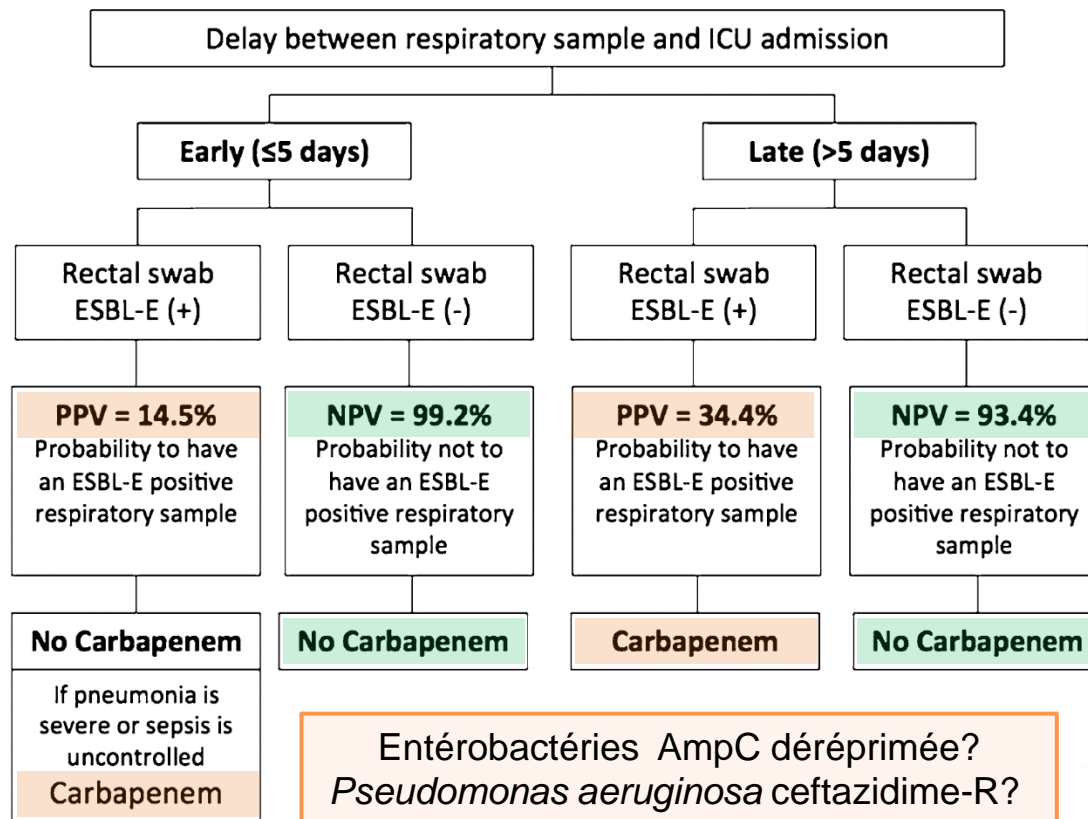 Delay between respiratory sample and ICU admission
Early (≤5 days)
Late (>5 days)
Rectal swab
ESBL-E (+)
Rectal swab
ESBL-E (-)
Rectal swab
ESBL-E (+)
Rectal swab
ESBL-E (-)
PPV = 14.5%
Probability to have
an ESBL-E positive
respiratory sample
NPV = 99.2%
Probability not to
have an ESBL-E
positive respiratory
sample
PPV = 34.4%
Probability to have
an ESBL-E positive
respiratory sample
NPV = 93.4%
Probability not to
have an ESBL-E
positive respiratory
sample
No Carbapenem
If pneumonia is
severe or sepsis is
uncontrolled
Carbapenem
No Carbapenem
Carbapenem
No Carbapenem
Entérobactéries AmpC déréprimée?
Pseudomonas aeruginosa ceftazidime-R?